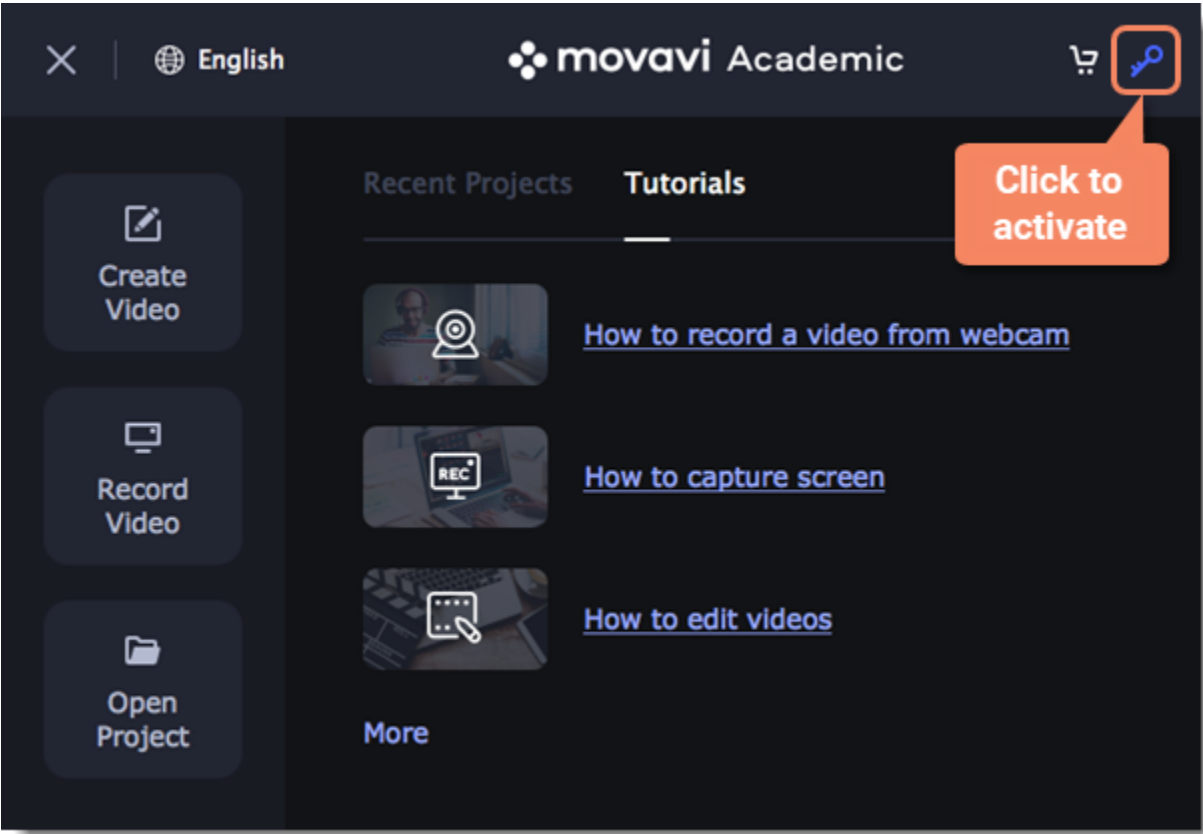 English
movavi Academic
Click to
activate
Recent Projects
Tutorials
Create
Video
How to record a video from webcam
Record
Video
REC
How to capture screen
Open
Project
How to edit videos
More